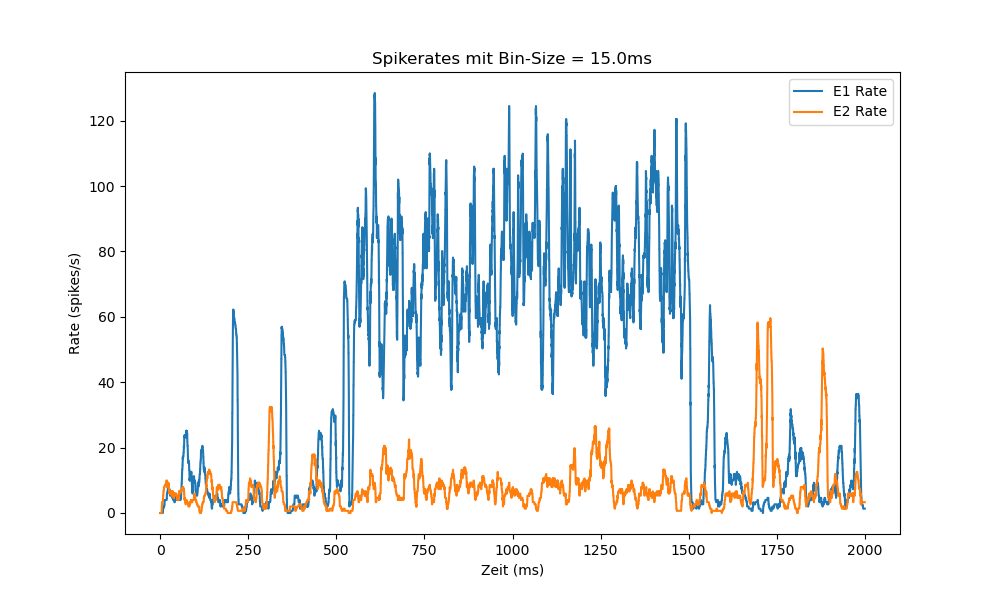 Spikerates mit Bin-Size = 15.0ms
E1 Rate
E2 Rate
Rate (spikes/s)
120
100
80
60
40
20
0
0 250 500 750 1000 1250 1500 1750 2000
Zeit (ms)